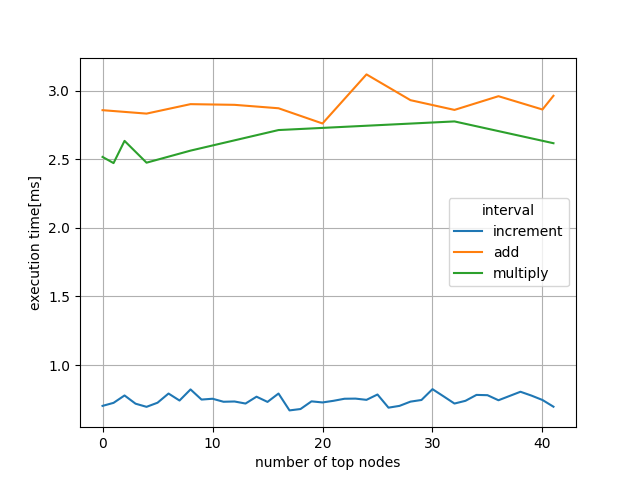 3.0
2.5
2.0
1.5
1.0
execution time[ms]
interval
increment
add
multiply
0 10 20 30 40
number of top nodes